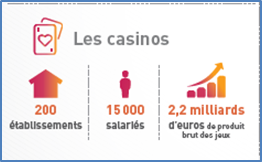 Les casinos
200
établissements
15 000
salariés
2,2 milliards
d'euros de produit
brut des jeux